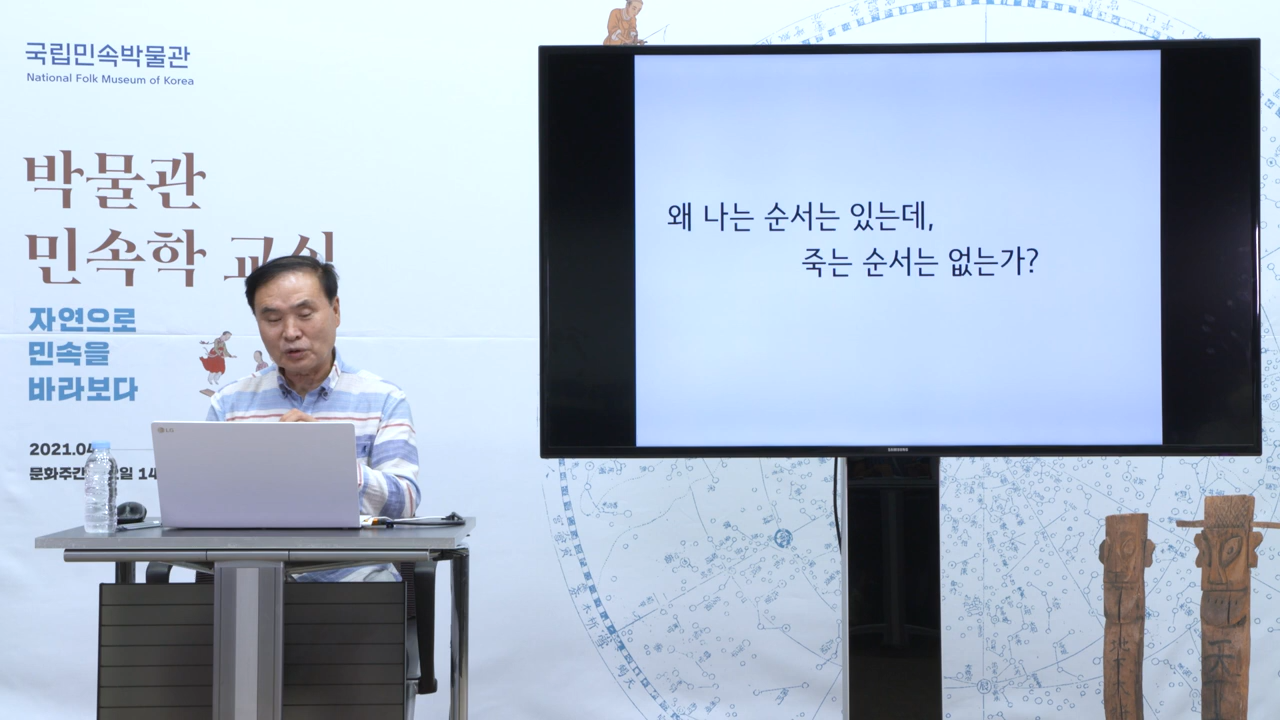 국립민속박물관
National Folk Museum of Korea
박물관
민속학 교실
자연으로
민속을
바라보다
2021.04
문화주간
일 14
LG
왜 나는 순서는 있는데,
죽는 순서는 없는가?
SAMSUNG